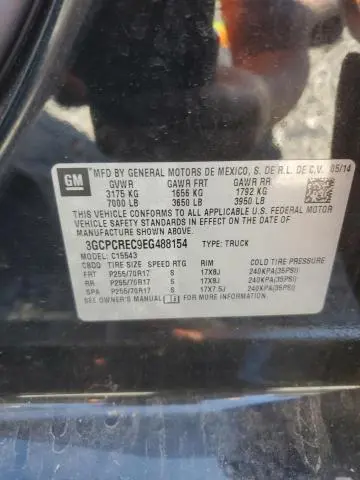 GM
MFD BY GENERAL MOTORS DE MEXICO, S. DE R.L. DE C.V. 05/14
GVWR GAWR FRT GAWR RR
3175 KG 1656 KG 1792 KG
7000 LB 3650 LB 3950 LB
THIS VEHICLE CONFORMS TO ALL APPLICABLE U.S. FEDERAL MOTOR
VEHICLE SAFETY STANDARDS IN EFFECT ON THE DATE OF
MANUFACTURE SHOWN ABOVE.
3GCPCREC9EG488154 TYPE: TRUCK
MODEL: C15543
CBDQ TIRE SIZE SPEED RTG RIM COLD TIRE PRESSURE
FRT P255/70R17 S 17X8J 240KPA(35PSI)
RR P255/70R17 S 17X8J 240KPA(35PSI)
SPA P255/70R17 S 17X7.5J 240KPA(35PSI)
SEE OWNER'S MANUAL FOR ADDITIONAL INFORMATION.